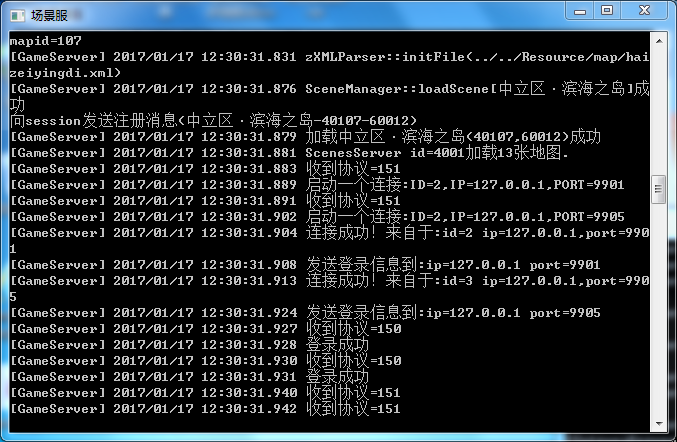 场景服
mapid=107
[GameServer] 2017/01/17 12:30:31.831 zXMLParser::initFile(../../Resource/map/hai
zeiyingdi.xml)
[GameServer] 2017/01/17 12:30:31.876 SceneManager::loadScene[中立区·滨海之岛]成
功
向session发送注册消息(中立区·滨海之岛-40107-60012)
[GameServer] 2017/01/17 12:30:31.879 加载中立区·滨海之岛(40107,60012)成功
[GameServer] 2017/01/17 12:30:31.881 ScenesServer id=4001加载13张地图.
[GameServer] 2017/01/17 12:30:31.883 收到协议=151
[GameServer] 2017/01/17 12:30:31.889 启动一个连接:ID=2,IP=127.0.0.1,PORT=9901
[GameServer] 2017/01/17 12:30:31.891 收到协议=151
[GameServer] 2017/01/17 12:30:31.902 启动一个连接:ID=2,IP=127.0.0.1,PORT=9905
[GameServer] 2017/01/17 12:30:31.904 连接成功！来自于:id=2 ip=127.0.0.1,port=990
1
[GameServer] 2017/01/17 12:30:31.908 发送登录信息到:ip=127.0.0.1 port=9901
[GameServer] 2017/01/17 12:30:31.913 连接成功！来自于:id=3 ip=127.0.0.1,port=990
5
[GameServer] 2017/01/17 12:30:31.924 发送登录信息到:ip=127.0.0.1 port=9905
[GameServer] 2017/01/17 12:30:31.927 收到协议=150
[GameServer] 2017/01/17 12:30:31.928 登录成功
[GameServer] 2017/01/17 12:30:31.930 收到协议=150
[GameServer] 2017/01/17 12:30:31.931 登录成功
[GameServer] 2017/01/17 12:30:31.940 收到协议=151
[GameServer] 2017/01/17 12:30:31.942 收到协议=151